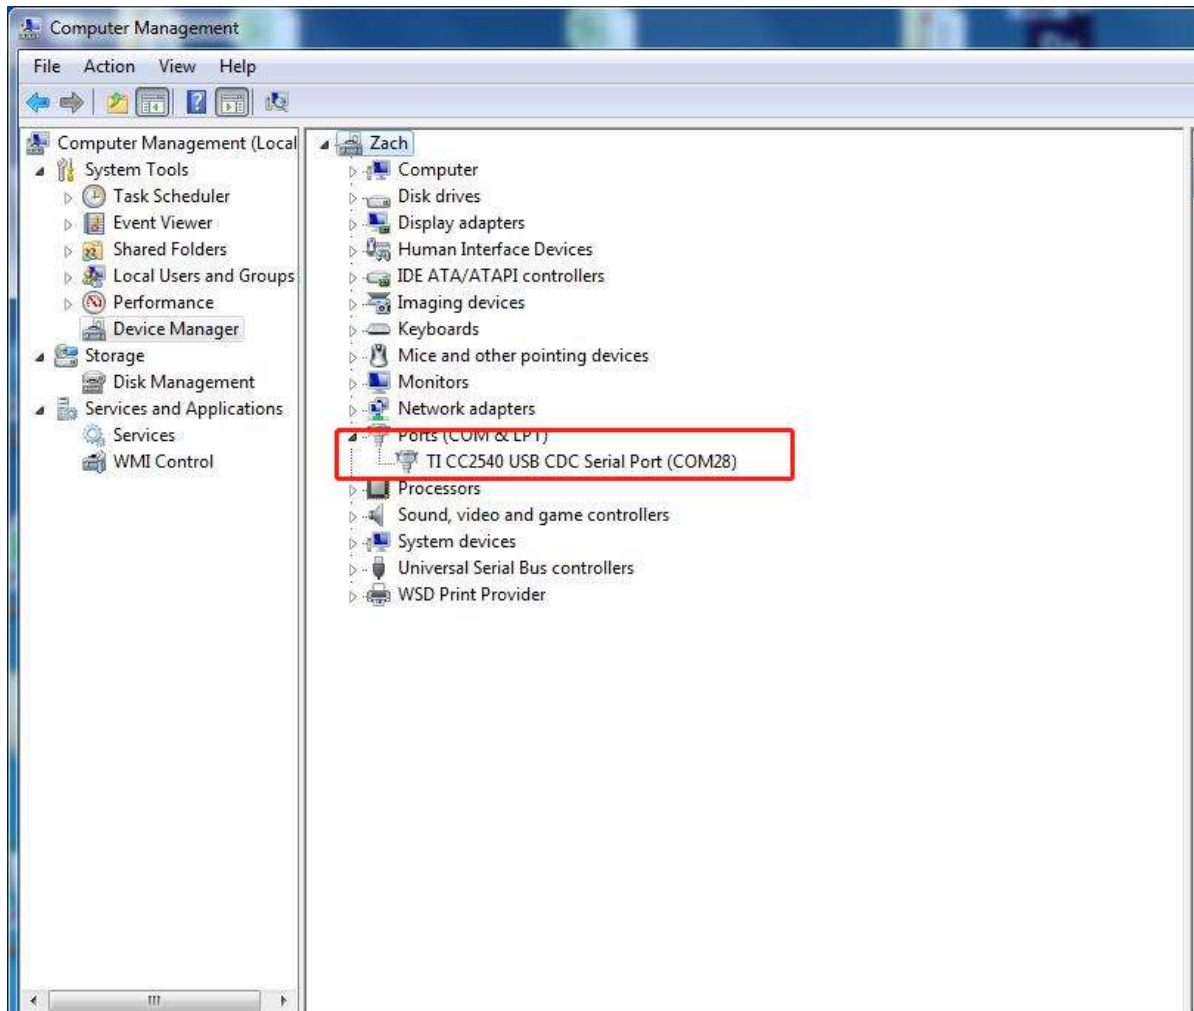 Computer Management
File Action View Help
Computer Management (Local
System Tools
Task Scheduler
Event Viewer
Shared Folders
Local Users and Groups
Performance
Device Manager
Storage
Disk Management
Services and Applications
Services
WMI Control
Zach
Computer
Disk drives
Display adapters
Human Interface Devices
IDE ATA/ATAPI controllers
Imaging devices
Keyboards
Mice and other pointing devices
Monitors
Network adapters
Ports (COM & LPT)
TI CC2540 USB CDC Serial Port (COM28)
Processors
Sound, video and game controllers
System devices
Universal Serial Bus controllers
WSD Print Provider